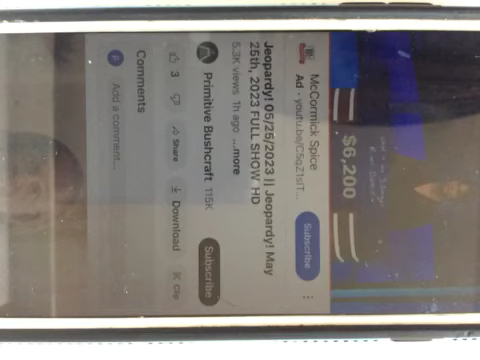 $6,200
McCormick Spice
Subscribe
Ad · youtu.be/C5gZ1sIT...
Jeopardy! 05/25/2023 || Jeopardy! May
25th, 2023 FULL SHOW HD
5.3K views 1h ago ...more
Primitive Bushcraft 115K
Subscribe
3
Share
Download
Clip
Comments
Add a comment...